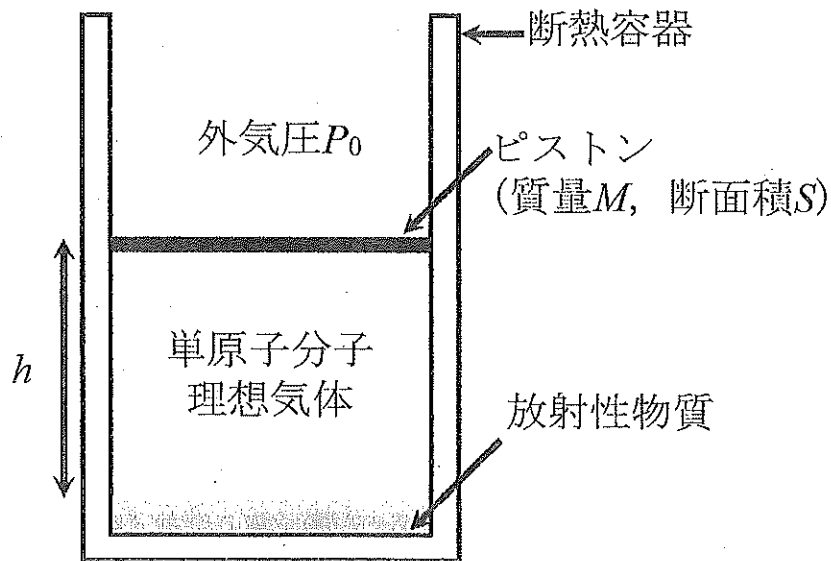 断熱容器
外気圧P₀
ピストン
(質量M, 断面積S)
h
単原子分子
理想気体
放射性物質